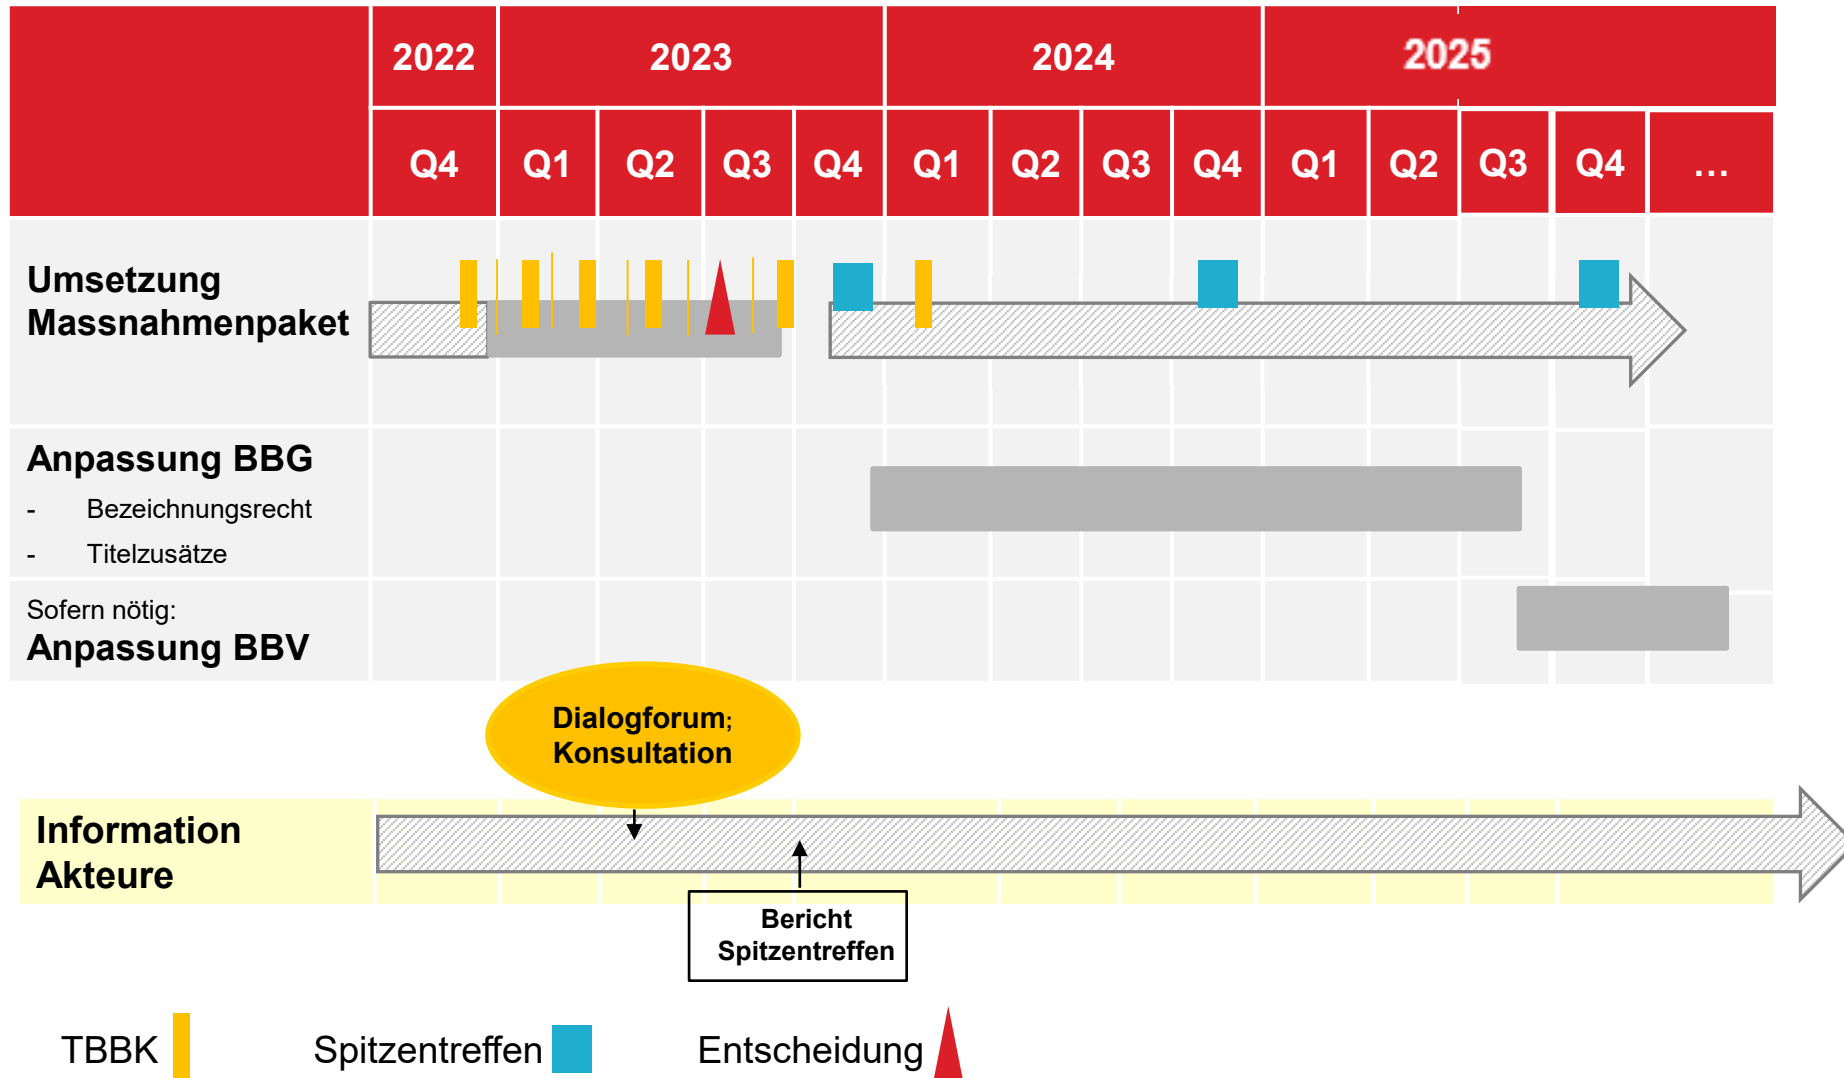 2022 2023 2024 2025
Q4 Q1 Q2 Q3 Q4 Q1 Q2 Q3 Q4 Q1 Q2 Q3 Q4 ...
Umsetzung
Massnahmenpaket
Anpassung BBG
- Bezeichnungsrecht
- Titelzusätze
Sofern nötig:
Anpassung BBV
Dialogforum;
Konsultation
Information
Akteure
Bericht
Spitzentreffen
TBBK Spitzentreffen Entscheidung